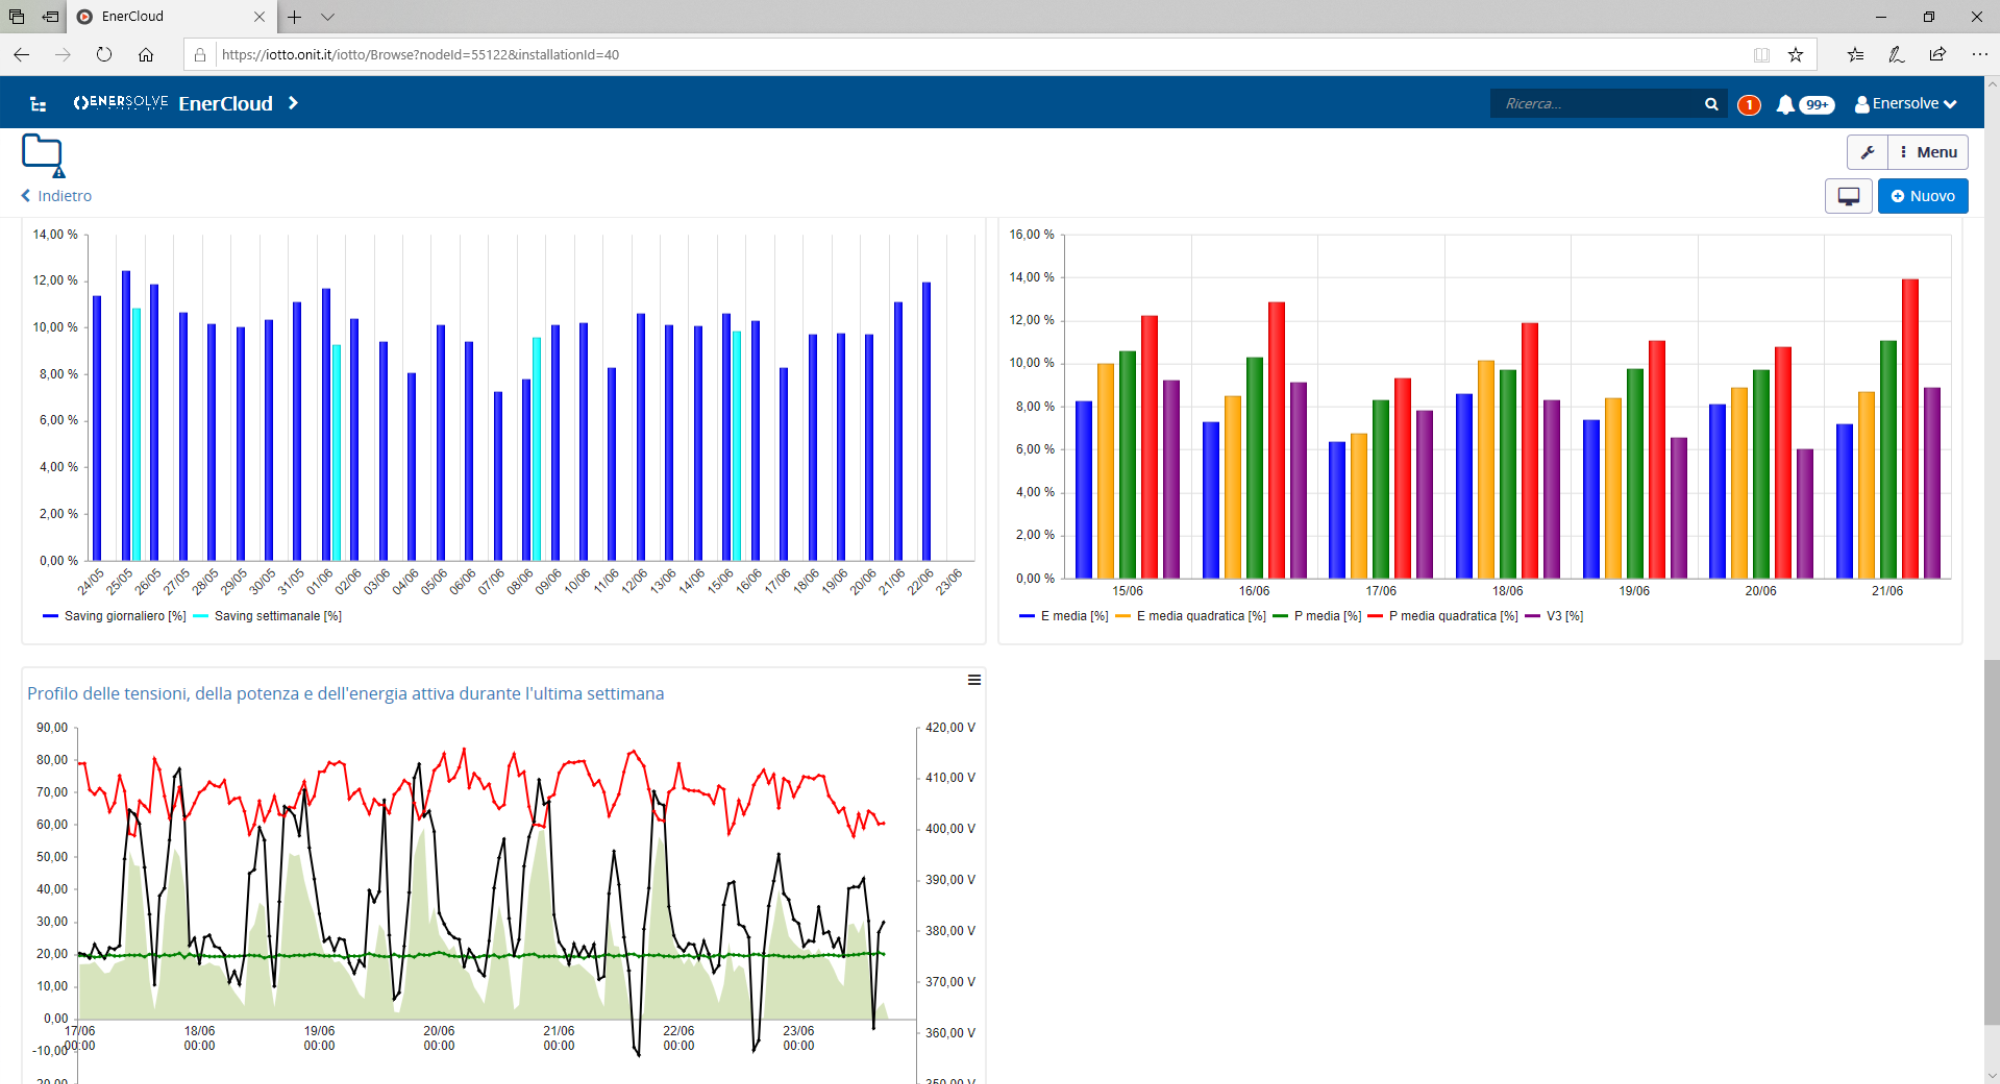 EnerCloud
https://iotto.onit.it/iotto/Browse?nodeId=55122&installationId=40
ENERSOLVE EnerCloud
Ricerca...
1
99+
Enersolve
Menu
Indietro
Nuovo
14,00 %
12,00 %
10,00 %
8,00 %
6,00 %
4,00 %
2,00 %
0,00 %
24/05 25/05 26/05 27/05 28/05 29/05 30/05 31/05 01/06 02/06 03/06 04/06 05/06 06/06 07/06 08/06 09/06 10/06 11/06 12/06 13/06 14/06 15/06 16/06 17/06 18/06 19/06 20/06 21/06 22/06 23/06
Saving giornaliero [%] Saving settimanale [%]
16,00 %
14,00 %
12,00 %
10,00 %
8,00 %
6,00 %
4,00 %
2,00 %
0,00 %
15/06 16/06 17/06 18/06 19/06 20/06 21/06
E media [%] E media quadratica [%] P media [%] P media quadratica [%] V3 [%]
Profilo delle tensioni, della potenza e dell'energia attiva durante l'ultima settimana
90,00
80,00
70,00
60,00
50,00
40,00
30,00
20,00
10,00
0,00
-10,00
420,00 V
410,00 V
400,00 V
390,00 V
380,00 V
370,00 V
360,00 V
17/06 18/06 19/06 20/06 21/06 22/06 23/06
00:00 00:00 00:00 00:00 00:00 00:00 00:00